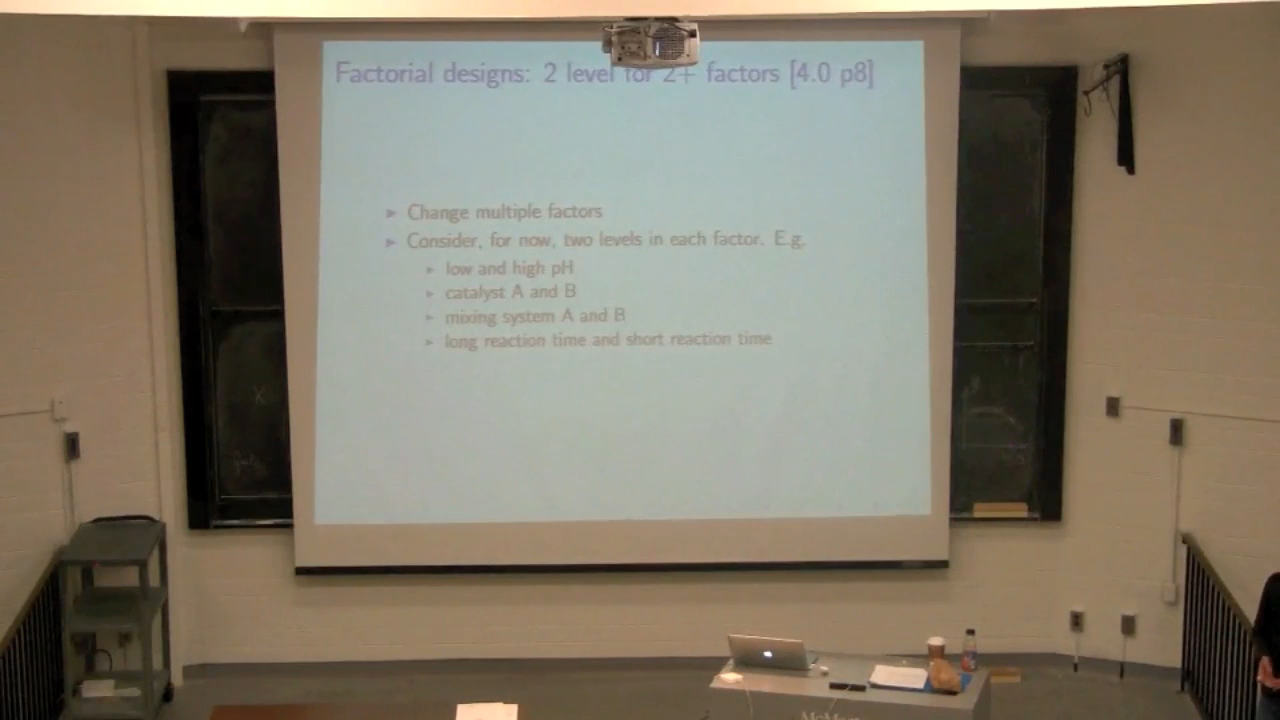 Factorial designs: 2 level for 2+ factors [4.0 p8]
Change multiple factors
Consider, for now, two levels in each factor. E.g.
low and high pH
catalyst A and B
mixing system A and B
long reaction time and short reaction time